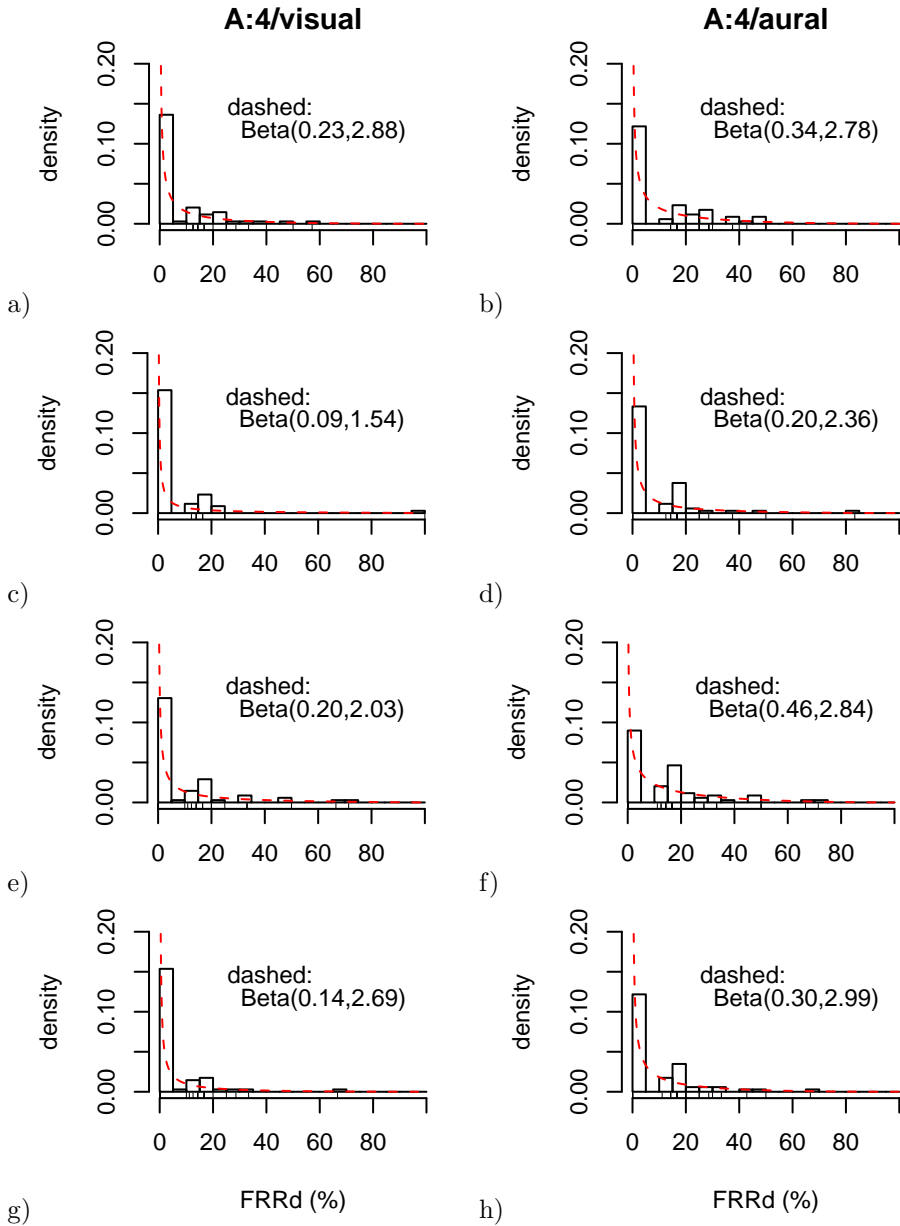 A:4/visual
A:4/aural
density
0.00 0.10 0.20
dashed:
Beta(0.23,2.88)
0 20 40 60 80
a)
density
0.00 0.10 0.20
dashed:
Beta(0.34,2.78)
0 20 40 60 80
b)
density
0.00 0.10 0.20
dashed:
Beta(0.09,1.54)
0 20 40 60 80
c)
density
0.00 0.10 0.20
dashed:
Beta(0.20,2.36)
0 20 40 60 80
d)
density
0.00 0.10 0.20
dashed:
Beta(0.20,2.03)
0 20 40 60 80
e)
density
0.00 0.10 0.20
dashed:
Beta(0.46,2.84)
0 20 40 60 80
f)
density
0.00 0.10 0.20
dashed:
Beta(0.14,2.69)
0 20 40 60 80
FRRd (%)
g)
density
0.00 0.10 0.20
dashed:
Beta(0.30,2.99)
0 20 40 60 80
FRRd (%)
h)